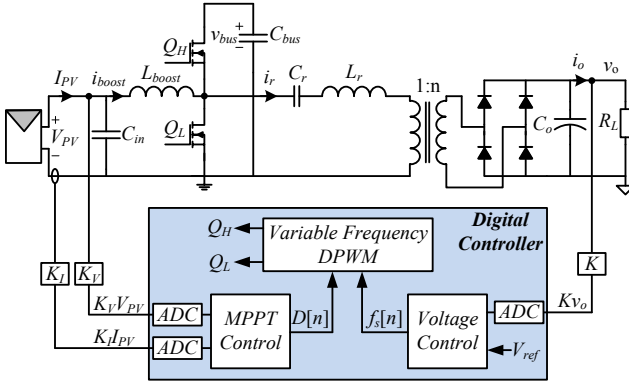 Q_H
v_bus
+
−
C_bus
I_PV
i_boost
L_boost
i_r
C_r
L_r
1:n
i_o
v_o
+
V_PV
−
C_in
Q_L
C_o
R_L
K_I
K_V
K
Q_H
Q_L
Variable Frequency
DPWM
Digital
Controller
K_V V_PV
ADC
MPPT
Control
D[n]
f_s[n]
Voltage
Control
ADC
Kv_o
K_I I_PV
ADC
V_ref